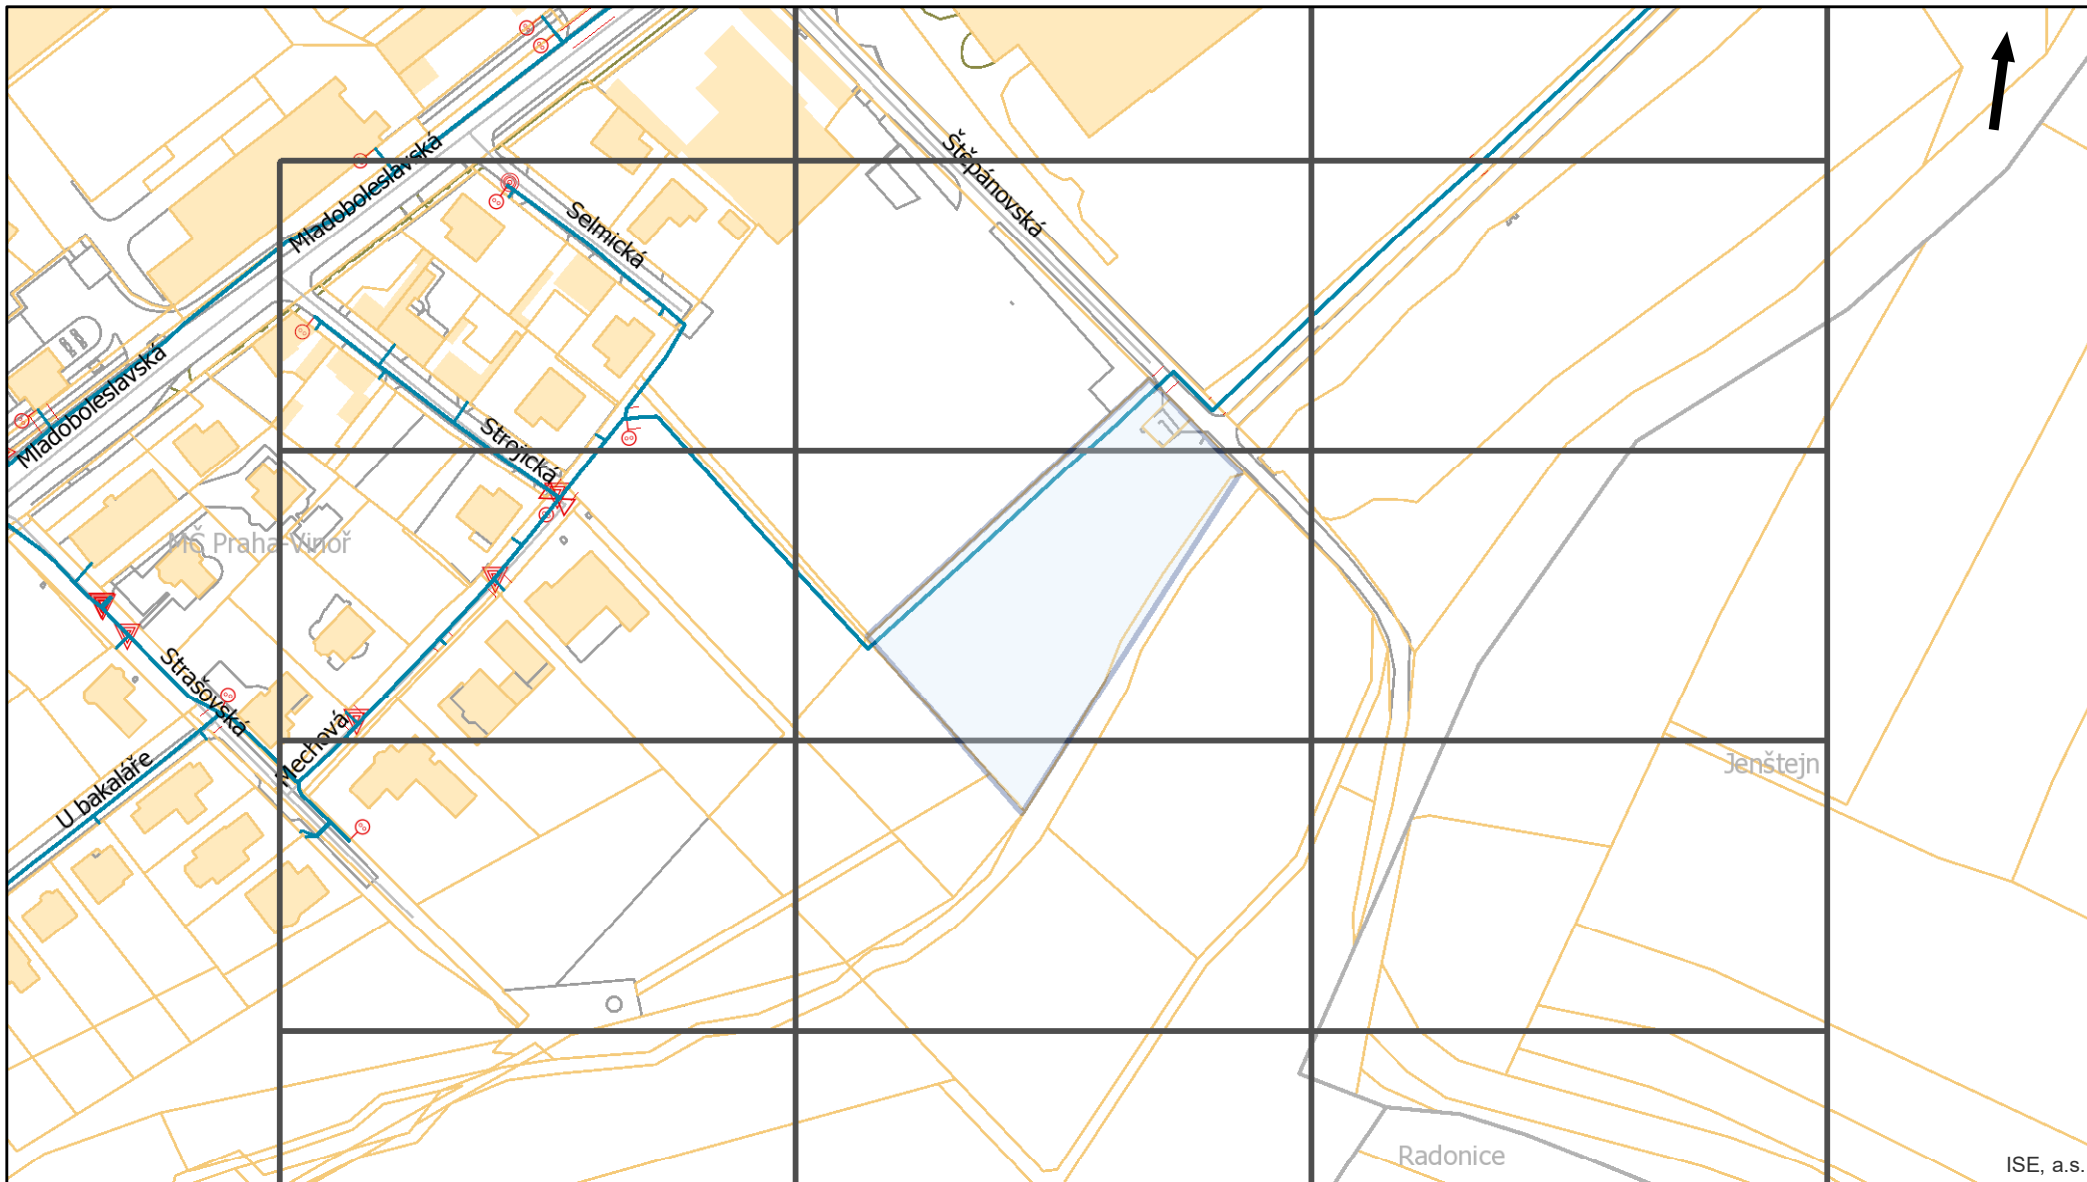 Mladoboleslavská
Štěpánovská
Selmická
Mladoboleslavská
Strojická
MČ Praha-Vinoř
Strašovská
Mechová
U bakaláře
Jenštejn
Radonice
ISE, a.s.